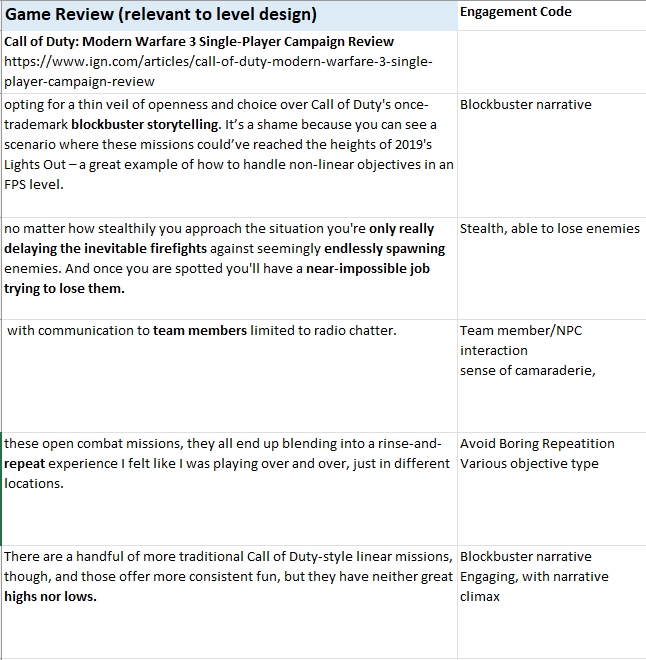 Game Review (relevant to level design)
Engagement Code
Call of Duty: Modern Warfare 3 Single-Player Campaign Review
https://www.ign.com/articles/call-of-duty-modern-warfare-3-single-
player-campaign-review
opting for a thin veil of openness and choice over Call of Duty's once-
trademark blockbuster storytelling. It's a shame because you can see a
scenario where these missions could've reached the heights of 2019's
Lights Out – a great example of how to handle non-linear objectives in an
FPS level.
Blockbuster narrative
no matter how stealthily you approach the situation you're only really
delaying the inevitable firefights against seemingly endlessly spawning
enemies. And once you are spotted you'll have a near-impossible job
trying to lose them.
Stealth, able to lose enemies
with communication to team members limited to radio chatter.
Team member/NPC
interaction
sense of camaraderie,
these open combat missions, they all end up blending into a rinse-and-
repeat experience I felt like I was playing over and over, just in different
locations.
Avoid Boring Repeatition
Various objective type
There are a handful of more traditional Call of Duty-style linear missions,
though, and those offer more consistent fun, but they have neither great
highs nor lows.
Blockbuster narrative
Engaging, with narrative
climax